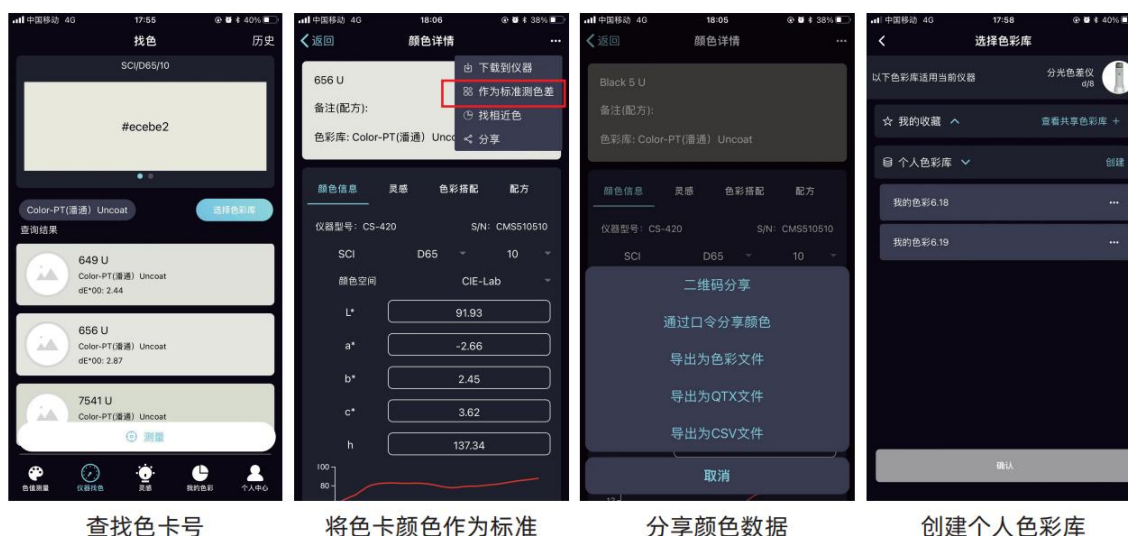 中国移动 4G 17:55 40%
找色 历史
SCI/D65/10
#ecebe2
Color-PT(潘通) Uncoat 选择色彩库
查询结果
649 U
Color-PT(潘通) Uncoat
dE*00: 2.44
656 U
Color-PT(潘通) Uncoat
dE*00: 2.87
7541 U
Color-PT(潘通) Uncoat
测量
色值测量 仪器找色 灵感 我的色彩 个人中心
查找色卡号
中国移动 4G 18:06 38%
返回 颜色详情 ...
下载到仪器
656 U
作为标准测色差
备注(配方):
找相近色
色彩库: Color-PT(潘通) Unco
分享
颜色信息 灵感 色彩搭配 配方
仪器型号: CS-420 S/N: CMS510510
SCI D65 10
颜色空间 CIE-Lab
L* 91.93
a* -2.66
b* 2.45
c* 3.62
h 137.34
100
80
将色卡颜色作为标准
中国移动 4G 18:05 38%
返回 颜色详情 ...
Black 5 U
备注(配方):
色彩库: Color-PT(潘通) Uncoat
颜色信息 灵感 色彩搭配 配方
仪器型号: CS-420 S/N: CMS510510
SCI D65 10
二维码分享
通过口令分享颜色
导出为色彩文件
导出为QTX文件
导出为CSV文件
取消
分享颜色数据
中国移动 4G 17:58 40%
选择色彩库
以下色彩库适用当前仪器 分光色差仪
d/8
我的收藏 查看共享色彩库 +
个人色彩库 创建
我的色彩6.18 ...
我的色彩6.19 ...
确认
创建个人色彩库